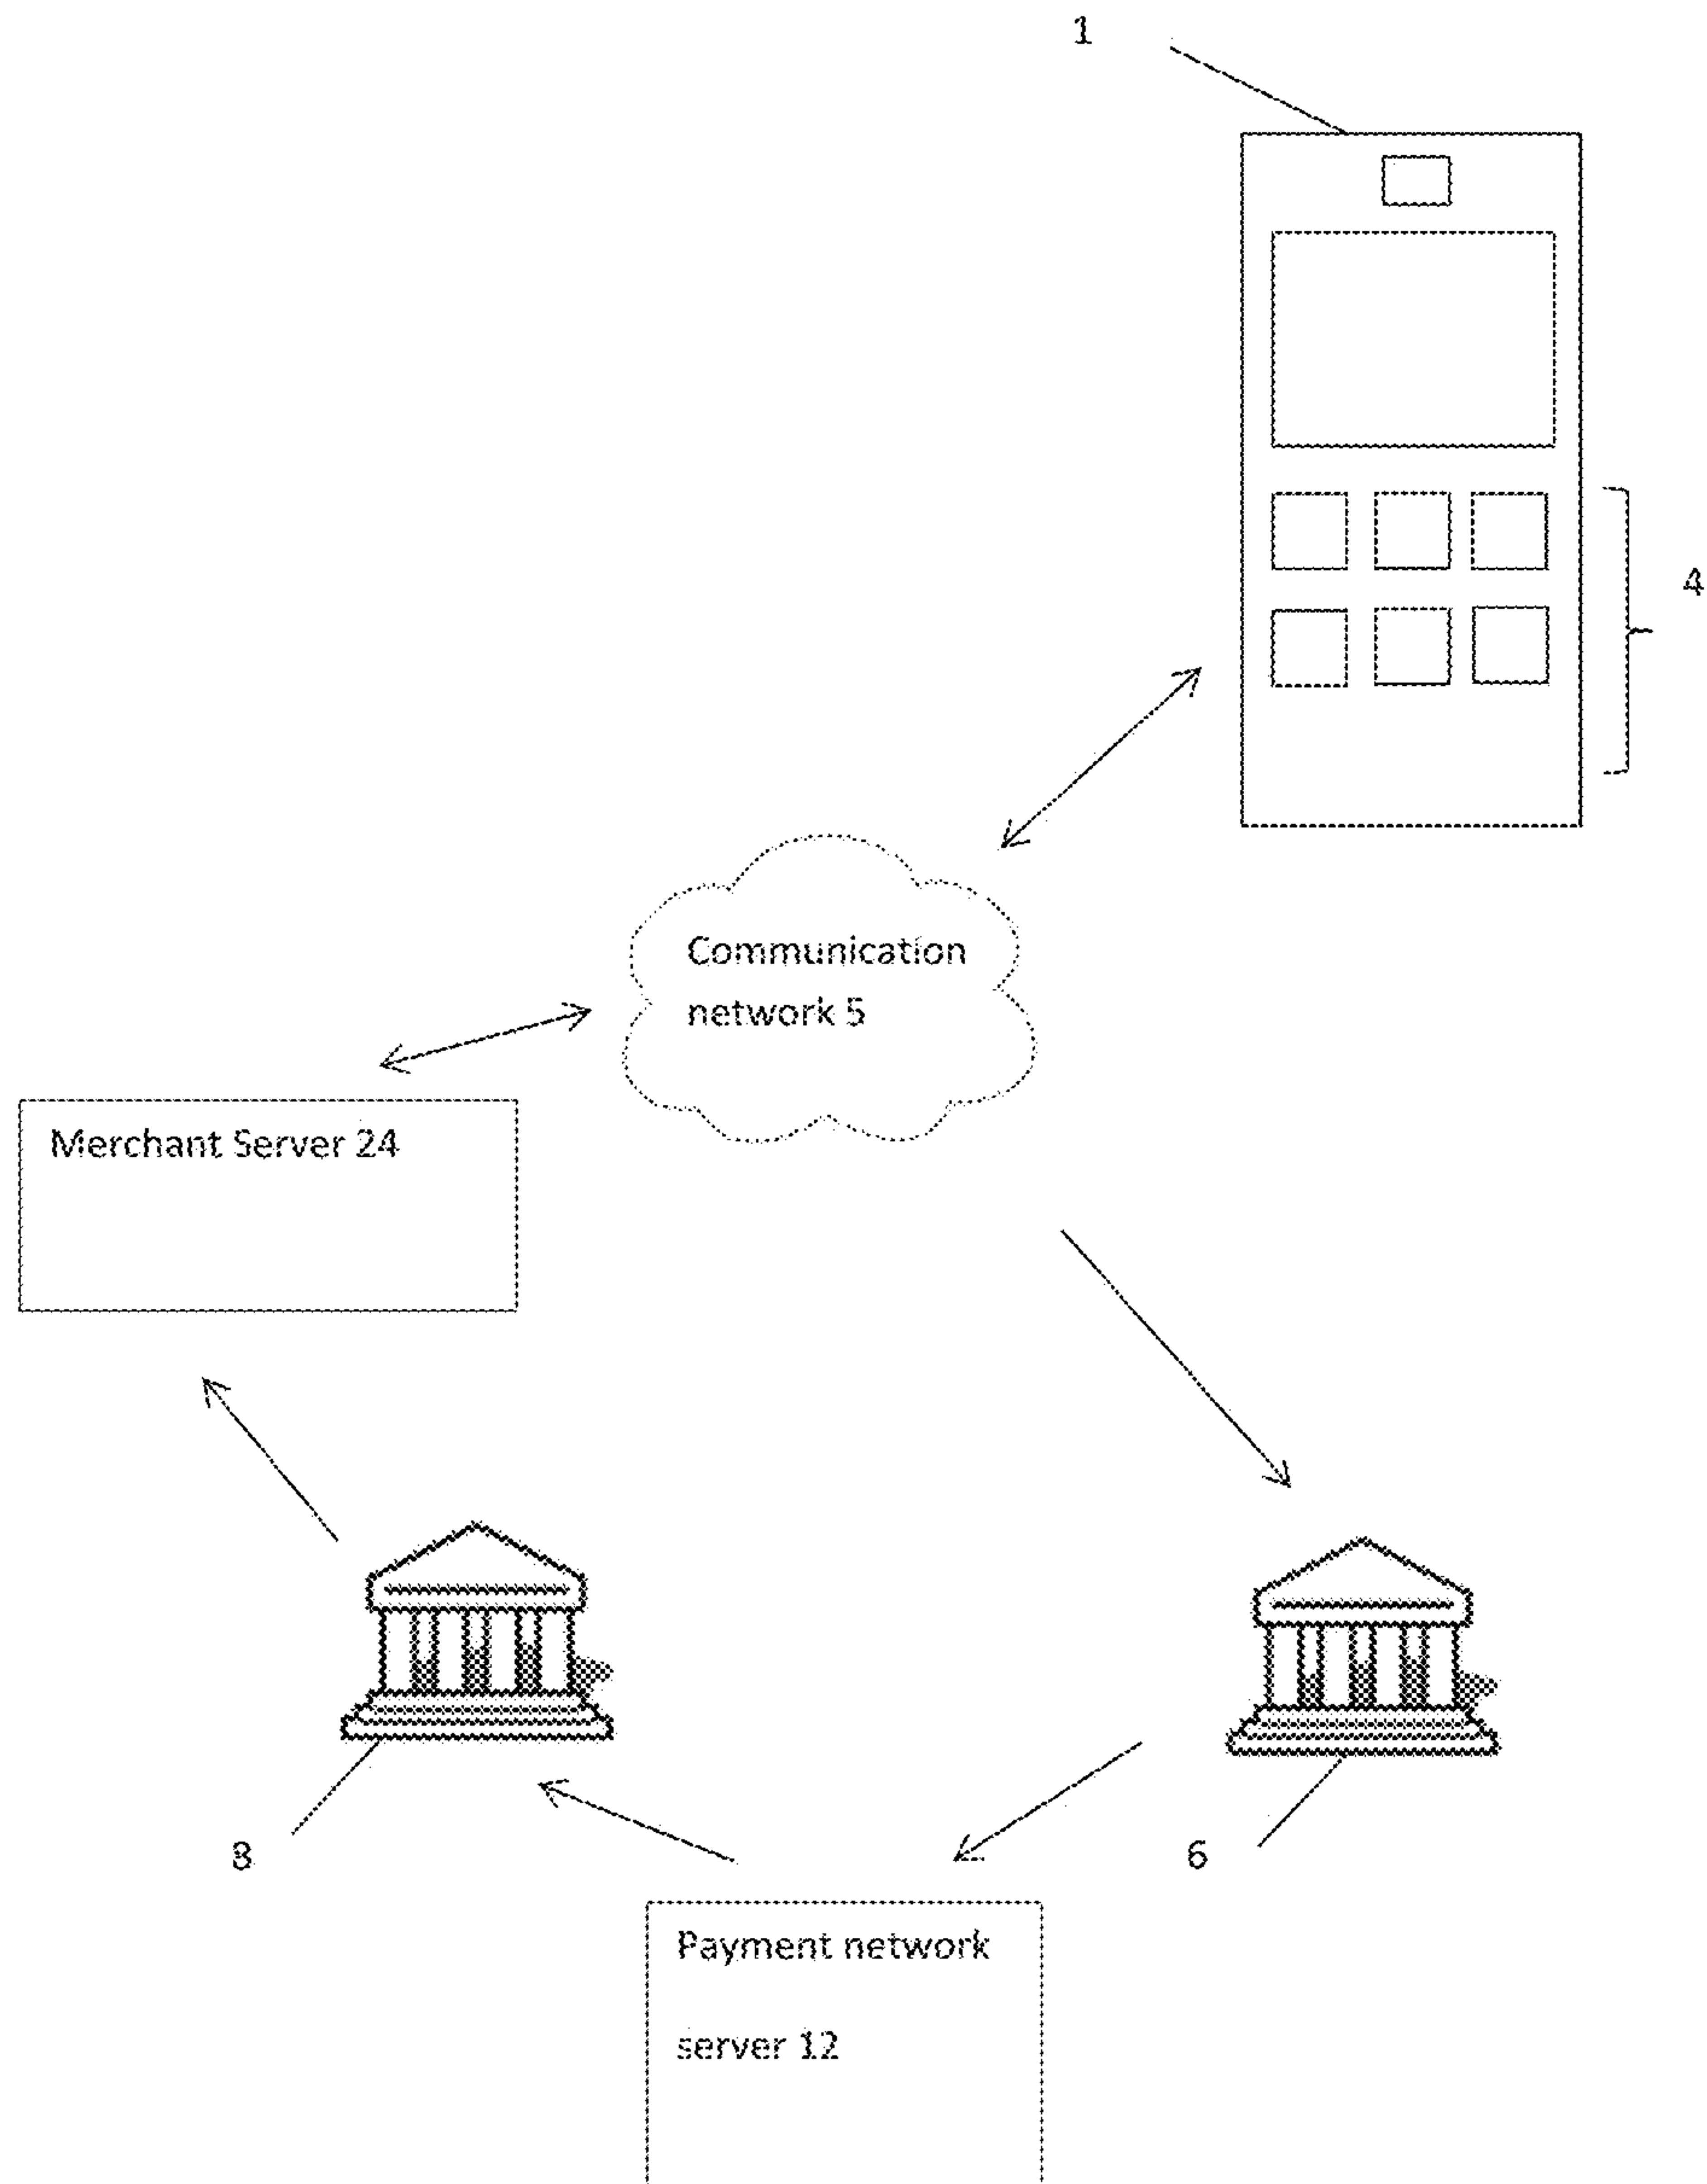 1
4
Communication
network 5
Merchant Server 24
8
6
Payment network
server 12